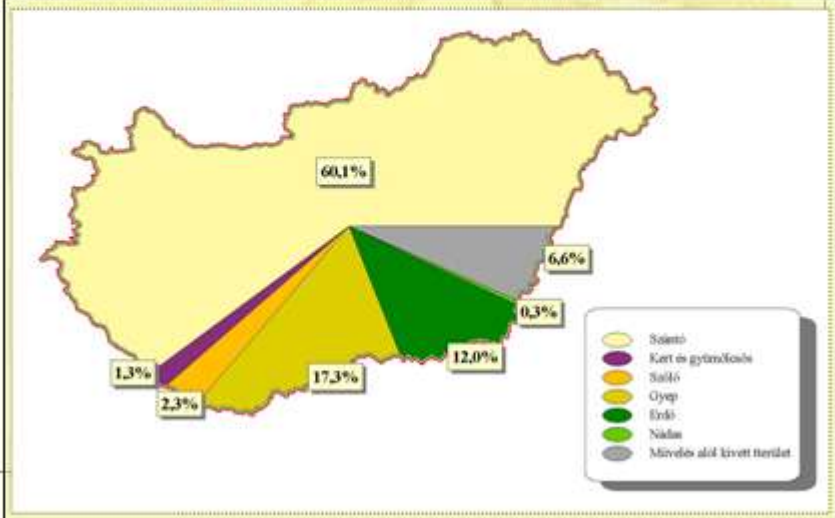 60,1%
6,6%
0,3%
12,0%
17,3%
1,3%
2,3%
Szántó
Kert és gyümölcsös
Szőlő
Gyep
Erdő
Nádas
Művelés alól kivett tterület